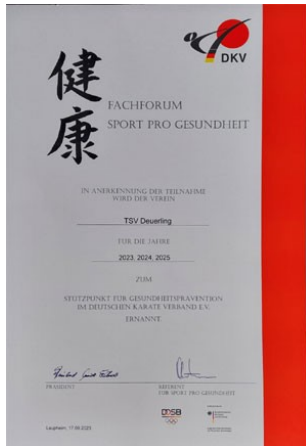 健康
DKV
FACHFORUM
SPORT PRO GESUNDHEIT
IN ANERKENNUNG DER TEILNAHME
WIRD DER VEREIN
TSV Deuerling
FÜR DIE JAHRE
2023, 2024, 2025
ZUM
STÜTZPUNKT FÜR GESUNDHEITSPRÄVENTION
IM DEUTSCHEN KARATE VERBAND E.V.
ERNANNT.
PRÄSIDENT
REFERENT
FÜR SPORT PRO GESUNDHEIT
DOSB